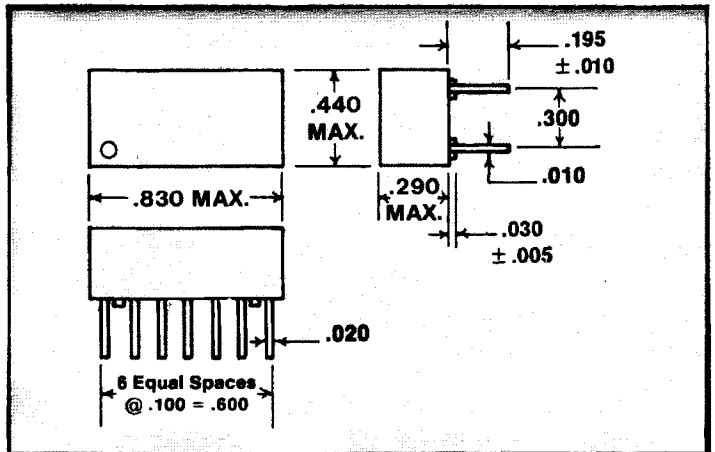 .195
±.010
.440
MAX.
.300
.010
.830 MAX.
.290
MAX.
.030
±.005
.020
6 Equal Spaces
@ .100 = .600